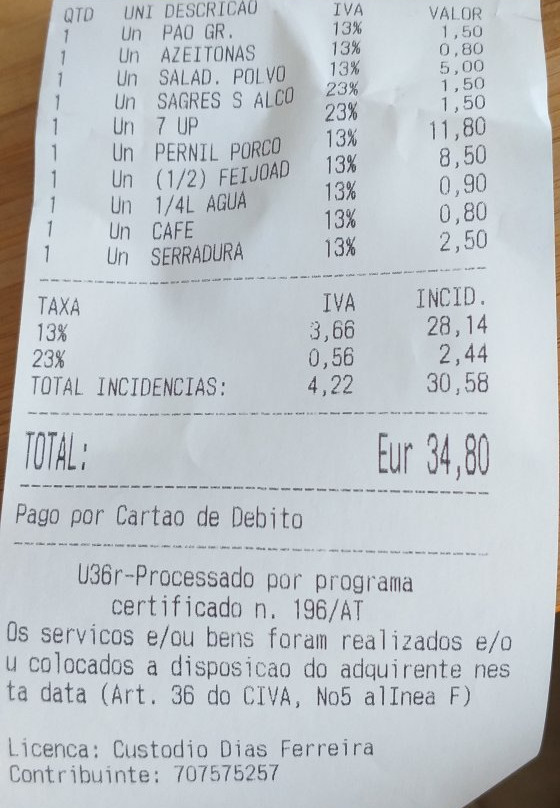 QTD UNI DESCRICAO IVA VALOR
1 Un PAO GR. 13% 1,50
1 Un AZEITONAS 13% 0,80
1 Un SALAD. POLVO 13% 5,00
1 Un SAGRES S ALCO 23% 1,50
1 Un 7 UP 23% 1,50
1 Un PERNIL PORCO 13% 11,80
1 Un (1/2) FEIJOAD 13% 8,50
1 Un 1/4L AGUA 13% 0,90
1 Un CAFE 13% 0,80
1 Un SERRADURA 13% 2,50
TAXA IVA INCID.
13% 3,66 28,14
23% 0,56 2,44
TOTAL INCIDENCIAS: 4,22 30,58
TOTAL: Eur 34,80
Pago por Cartao de Debito
U36r-Processado por programa
certificado n. 196/AT
Os servicos e/ou bens foram realizados e/o
u colocados a disposicao do adquirente nes
ta data (Art. 36 do CIVA, No5 alInea F)
Licenca: Custodio Dias Ferreira
Contribuinte: 707575257